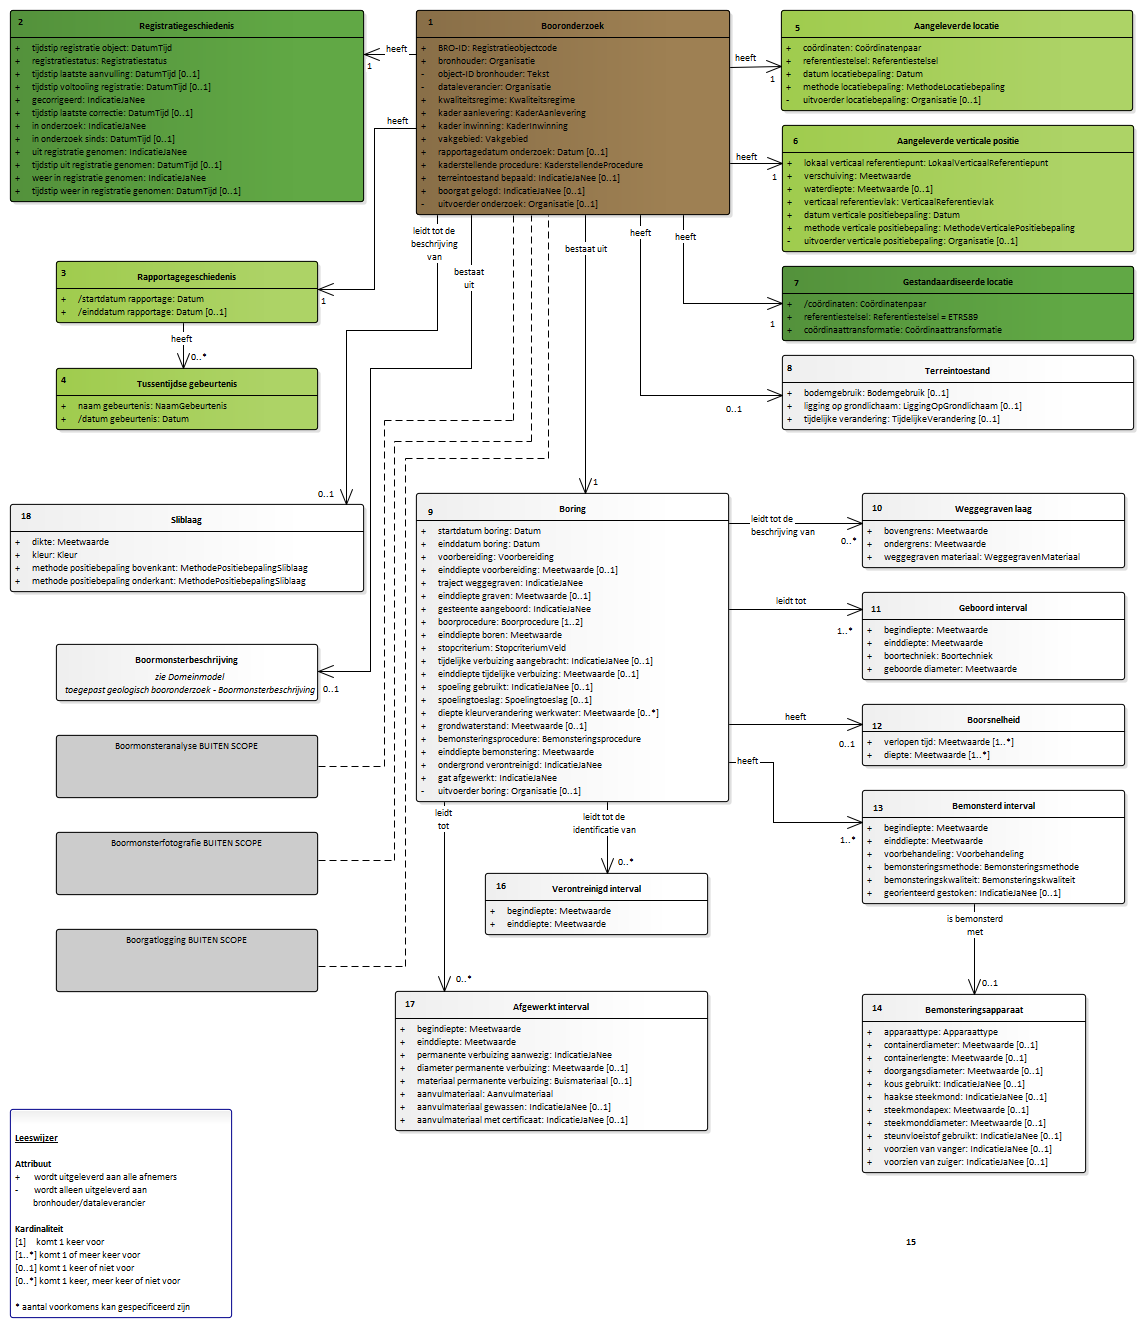 2
Registratiegeschiedenis
+ tijdstip registratie object: DatumTijd
+ registratiestatus: Registratiestatus
+ tijdstip laatste aanvulling: DatumTijd [0..1]
+ tijdstip voltooiing registratie: DatumTijd [0..1]
+ gecorrigeerd: IndicatieJaNee
+ tijdstip laatste correctie: DatumTijd [0..1]
+ in onderzoek: IndicatieJaNee
+ in onderzoek sinds: DatumTijd [0..1]
+ uit registratie genomen: IndicatieJaNee
+ tijdstip uit registratie genomen: DatumTijd [0..1]
+ weer in registratie genomen: IndicatieJaNee
+ tijdstip weer in registratie genomen: DatumTijd [0..1]
heeft
1
1
Booronderzoek
+ BRO-ID: Registratieobjectcode
+ bronhouder: Organisatie
- object-ID bronhouder: Tekst
- dataleverancier: Organisatie
+ kwaliteitsregime: Kwaliteitsregime
+ kader aanlevering: KaderAanlevering
+ kader inwinning: KaderInwinning
+ vakgebied: Vakgebied
+ rapportagedatum onderzoek: Datum [0..1]
+ kaderstellende procedure: KaderstellendeProcedure
+ terreintoestand bepaald: IndicatieJaNee [0..1]
+ boorgat gelogd: IndicatieJaNee [0..1]
- uitvoerder onderzoek: Organisatie [0..1]
heeft
1
5
Aangeleverde locatie
+ coördinaten: Coördinatenpaar
+ referentiestelsel: Referentiestelsel
+ datum locatiebepaling: Datum
+ methode locatiebepaling: MethodeLocatiebepaling
- uitvoerder locatiebepaling: Organisatie [0..1]
heeft
1
6
Aangeleverde verticale positie
+ lokaal verticaal referentiepunt: LokaalVerticaalReferentiepunt
+ verschuiving: Meetwaarde
+ waterdiepte: Meetwaarde [0..1]
+ verticaal referentievlak: VerticaalReferentievlak
+ datum verticale positiebepaling: Datum
+ methode verticale positiebepaling: MethodeVerticalePositiebepaling
- uitvoerder verticale positiebepaling: Organisatie [0..1]
heeft
1
3
Rapportagegeschiedenis
+ /startdatum rapportage: Datum
+ /einddatum rapportage: Datum [0..1]
heeft
0..*
4
Tussentijdse gebeurtenis
+ naam gebeurtenis: NaamGebeurtenis
+ /datum gebeurtenis: Datum
leidt tot de
beschrijving
van
bestaat
uit
bestaat uit
heeft
heeft
1
7
Gestandaardiseerde locatie
+ /coördinaten: Coördinatenpaar
+ referentiestelsel: Referentiestelsel = ETRS89
+ coördinaattransformatie: Coördinaattransformatie
0..1
8
Terreintoestand
+ bodemgebruik: Bodemgebruik [0..1]
+ ligging op grondlichaam: LiggingOpGrondlichaam [0..1]
+ tijdelijke verandering: TijdelijkeVerandering [0..1]
0..1
18
Sliblaag
+ dikte: Meetwaarde
+ kleur: Kleur
+ methode positiebepaling bovenkant: MethodePositiebepalingSliblaag
+ methode positiebepaling onderkant: MethodePositiebepalingSliblaag
Boormonsterbeschrijving
zie Domeinmodel
toegepast geologisch booronderzoek - Boormonsterbeschrijving
0..1
Boormonsteranalyse BUITEN SCOPE
Boormonsterfotografie BUITEN SCOPE
Boorgatlogging BUITEN SCOPE
1
9
Boring
+ startdatum boring: Datum
+ einddatum boring: Datum
+ voorbereiding: Voorbereiding
+ einddiepte voorbereiding: Meetwaarde [0..1]
+ traject weggegraven: IndicatieJaNee
+ einddiepte graven: Meetwaarde [0..1]
+ gesteente aangeboord: IndicatieJaNee
+ boorprocedure: Boorprocedure [1..2]
+ einddiepte boren: Meetwaarde
+ stopcriterium: StopcriteriumVeld
+ tijdelijke verbuizing aangebracht: IndicatieJaNee [0..1]
+ einddiepte tijdelijke verbuizing: Meetwaarde [0..1]
+ spoeling gebruikt: IndicatieJaNee [0..1]
+ spoelingtoeslag: Spoelingtoeslag [0..1]
+ diepte kleurverandering werkwater: Meetwaarde [0..*]
+ grondwaterstand: Meetwaarde [0..1]
+ bemonsteringsprocedure: Bemonsteringsprocedure
+ einddiepte bemonstering: Meetwaarde
+ ondergrond verontreinigd: IndicatieJaNee
+ gat afgewerkt: IndicatieJaNee
- uitvoerder boring: Organisatie [0..1]
leidt tot de
beschrijving van
0..*
10
Weggegraven laag
+ bovengrens: Meetwaarde
+ ondergrens: Meetwaarde
+ weggegraven materiaal: WeggegravenMateriaal
leidt tot
1..*
11
Geboord interval
+ begindiepte: Meetwaarde
+ einddiepte: Meetwaarde
+ boortechniek: Boortechniek
+ geboorde diameter: Meetwaarde
heeft
0..1
12
Boorsnelheid
+ verlopen tijd: Meetwaarde [1..*]
+ diepte: Meetwaarde [1..*]
heeft
1..*
13
Bemonsterd interval
+ begindiepte: Meetwaarde
+ einddiepte: Meetwaarde
+ voorbehandeling: Voorbehandeling
+ bemonsteringsmethode: Bemonsteringsmethode
+ bemonsteringskwaliteit: Bemonsteringskwaliteit
+ georienteerd gestoken: IndicatieJaNee [0..1]
is bemonsterd
met
0..1
14
Bemonsteringsapparaat
+ apparaattype: Apparaattype
+ containerdiameter: Meetwaarde [0..1]
+ containerlengte: Meetwaarde [0..1]
+ doorgangsdiameter: Meetwaarde [0..1]
+ kous gebruikt: IndicatieJaNee [0..1]
+ haakse steekmond: IndicatieJaNee [0..1]
+ steekmondapex: Meetwaarde [0..1]
+ steekmonddiameter: Meetwaarde [0..1]
+ steunvloeistof gebruikt: IndicatieJaNee [0..1]
+ voorzien van vanger: IndicatieJaNee [0..1]
+ voorzien van zuiger: IndicatieJaNee [0..1]
leidt
tot
leidt tot de
identificatie van
0..*
16
Verontreinigd interval
+ begindiepte: Meetwaarde
+ einddiepte: Meetwaarde
0..*
17
Afgewerkt interval
+ begindiepte: Meetwaarde
+ einddiepte: Meetwaarde
+ permanente verbuizing aanwezig: IndicatieJaNee
+ diameter permanente verbuizing: Meetwaarde [0..1]
+ materiaal permanente verbuizing: Buismateriaal [0..1]
+ aanvulmateriaal: Aanvulmateriaal
+ aanvulmateriaal gewassen: IndicatieJaNee [0..1]
+ aanvulmateriaal met certificaat: IndicatieJaNee [0..1]
Leeswijzer
Attribuut
+ wordt uitgeleverd aan alle afnemers
- wordt alleen uitgeleverd aan
bronhouder/dataleverancier
Kardinaliteit
[1] komt 1 keer voor
[1..*] komt 1 of meer keer voor
[0..1] komt 1 keer of niet voor
[0..*] komt 1 keer, meer keer of niet voor
* aantal voorkomens kan gespecificeerd zijn
15